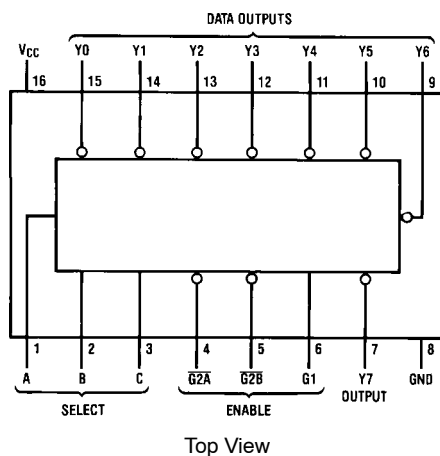 DATA OUTPUTS
VCC Y0 Y1 Y2 Y3 Y4 Y5 Y6
16 15 14 13 12 11 10 9
1 2 3 4 5 6 7 8
A B C G2A G2B G1 Y7 GND
SELECT ENABLE OUTPUT
Top View